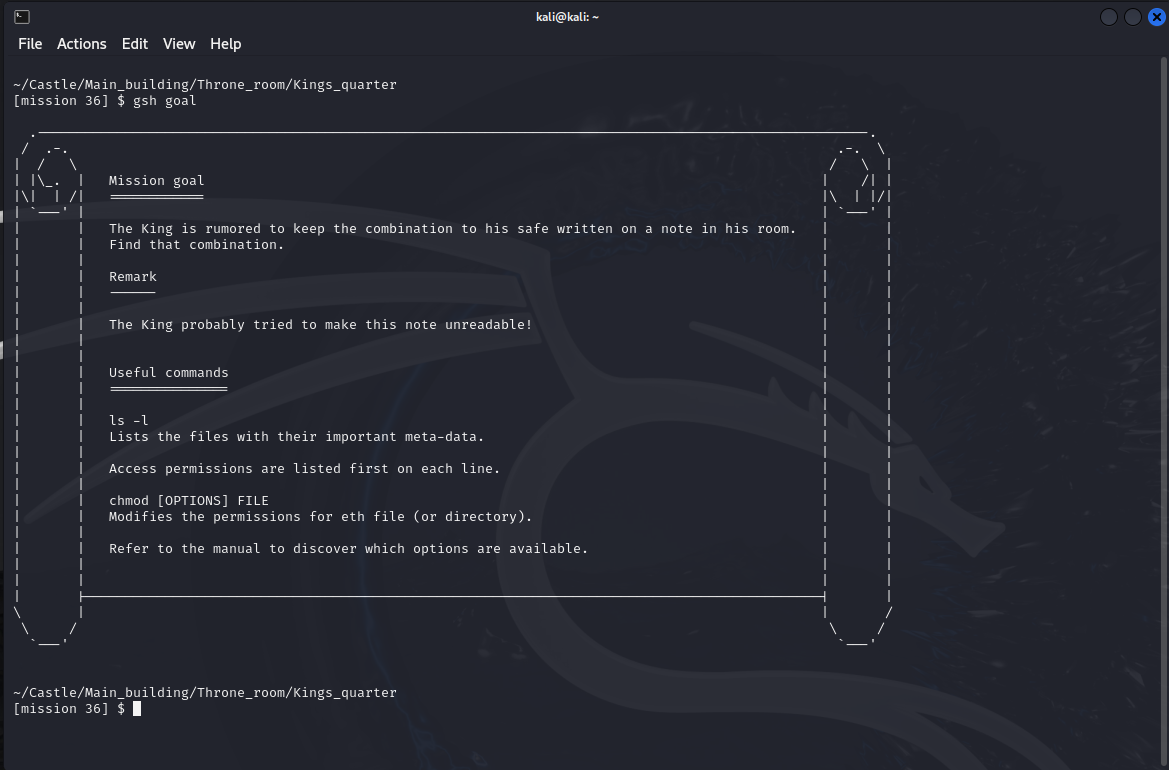 kali@kali: ~
File Actions Edit View Help
~/Castle/Main_building/Throne_room/Kings_quarter
[mission 36] $ gsh goal
Mission goal
============
The King is rumored to keep the combination to his safe written on a note in his room.
Find that combination.
Remark
------
The King probably tried to make this note unreadable!
Useful commands
===============
ls -l
Lists the files with their important meta-data.
Access permissions are listed first on each line.
chmod [OPTIONS] FILE
Modifies the permissions for eth file (or directory).
Refer to the manual to discover which options are available.
~/Castle/Main_building/Throne_room/Kings_quarter
[mission 36] $